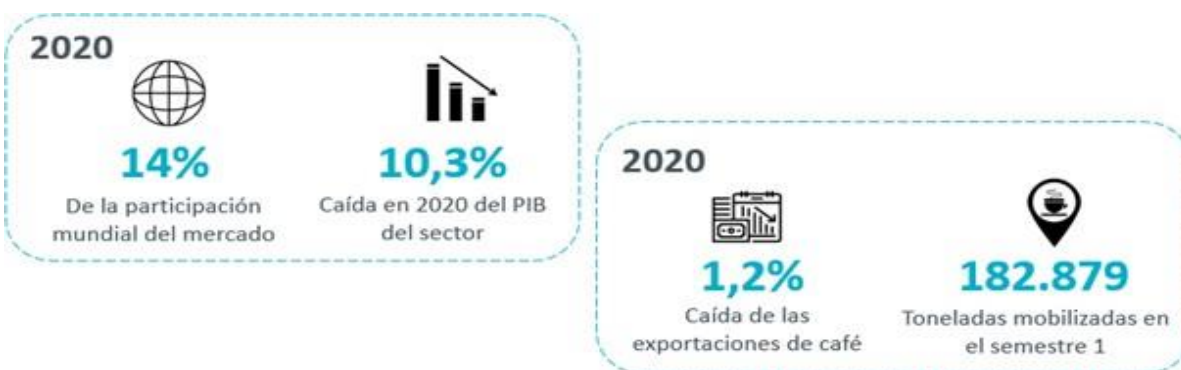 2020
14%
De la participación
mundial del mercado
10,3%
Caída en 2020 del PIB
del sector
2020
1,2%
Caída de las
exportaciones de café
182.879
Toneladas mobilizadas en
el semestre 1